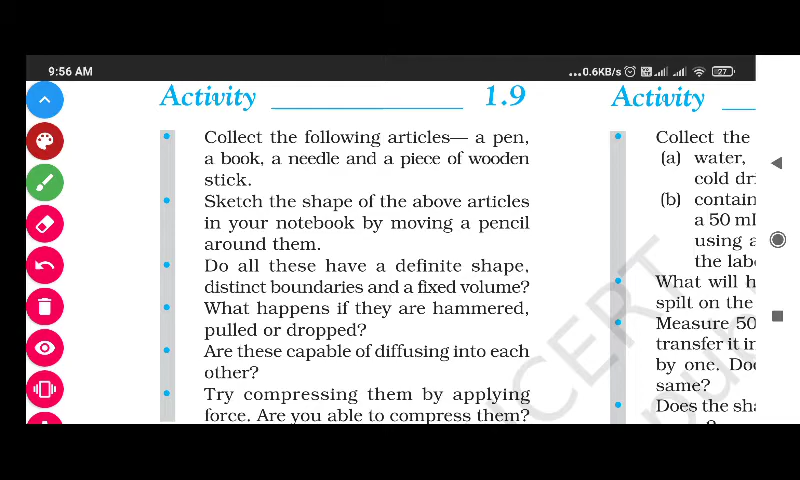 9:56 AM
...0.6KB/s
27
Activity 1.9
Collect the following articles— a pen,
a book, a needle and a piece of wooden
stick.
Sketch the shape of the above articles
in your notebook by moving a pencil
around them.
Do all these have a definite shape,
distinct boundaries and a fixed volume?
What happens if they are hammered,
pulled or dropped?
Are these capable of diffusing into each
other?
Try compressing them by applying
force. Are you able to compress them?
Activity
Collect the
(a) water,
cold dri
(b) contain
a 50 ml
using a
the labe
What will h
spilt on the
Measure 50
transfer it in
by one. Doe
same?
Does the sha